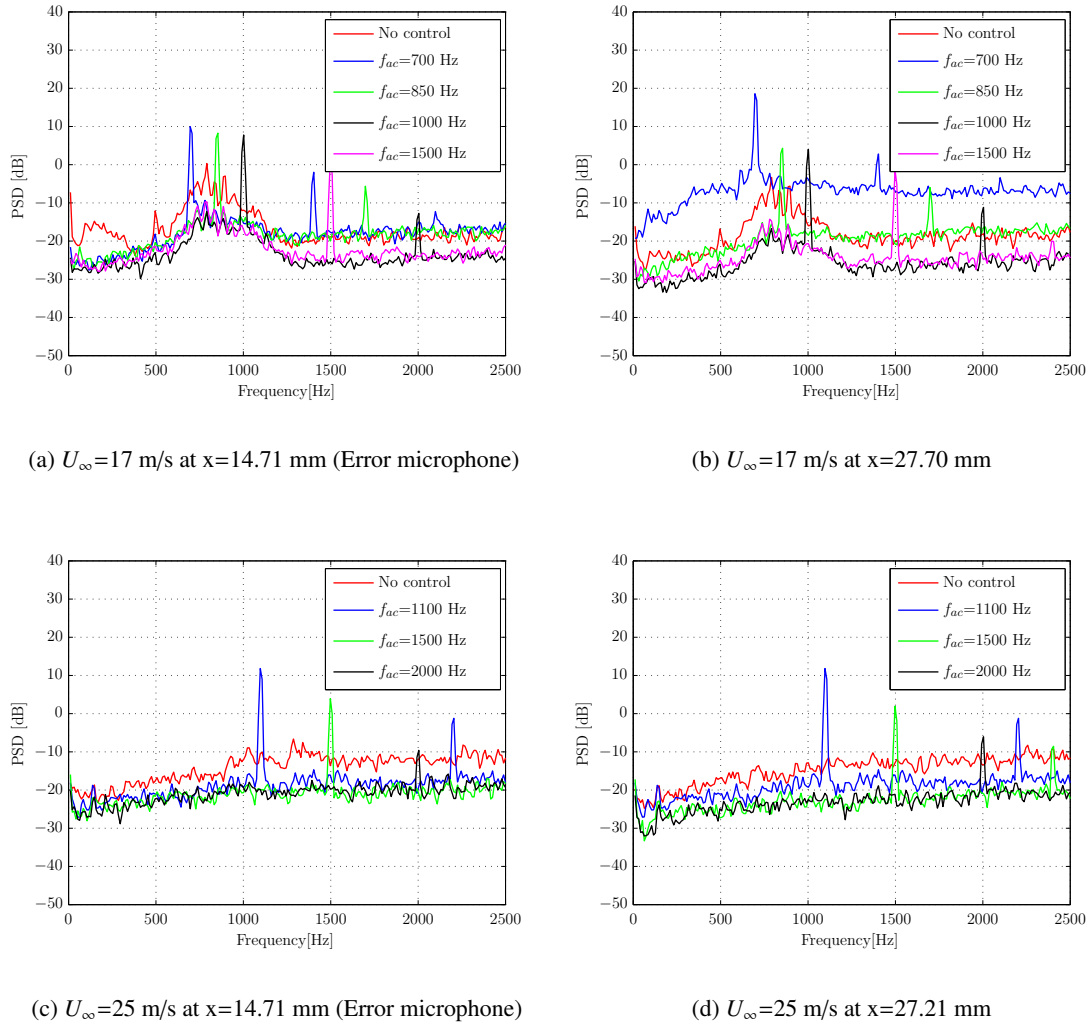 40
30
20
10
0
−10
−20
−30
−40
−50
PSD [dB]
0 500 1000 1500 2000 2500
Frequency[Hz]
No control
f_ac=700 Hz
f_ac=850 Hz
f_ac=1000 Hz
f_ac=1500 Hz
(a) U∞=17 m/s at x=14.71 mm (Error microphone)
40
30
20
10
0
−10
−20
−30
−40
−50
PSD [dB]
0 500 1000 1500 2000 2500
Frequency[Hz]
No control
f_ac=700 Hz
f_ac=850 Hz
f_ac=1000 Hz
f_ac=1500 Hz
(b) U∞=17 m/s at x=27.70 mm
40
30
20
10
0
−10
−20
−30
−40
−50
PSD [dB]
0 500 1000 1500 2000 2500
Frequency[Hz]
No control
f_ac=1100 Hz
f_ac=1500 Hz
f_ac=2000 Hz
(c) U∞=25 m/s at x=14.71 mm (Error microphone)
40
30
20
10
0
−10
−20
−30
−40
−50
PSD [dB]
0 500 1000 1500 2000 2500
Frequency[Hz]
No control
f_ac=1100 Hz
f_ac=1500 Hz
f_ac=2000 Hz
(d) U∞=25 m/s at x=27.21 mm